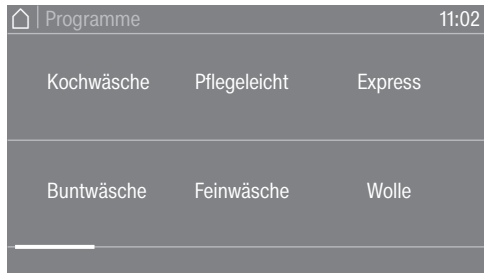 Programme 11:02
Kochwäsche Pflegeleicht Express
Buntwäsche Feinwäsche Wolle